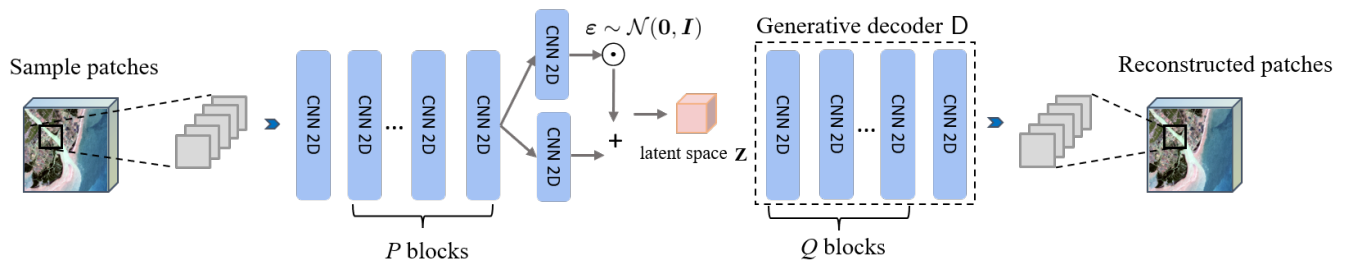 Sample patches
CNN 2D
CNN 2D
...
CNN 2D
CNN 2D
P blocks
CNN 2D
CNN 2D
ε ∼ 𝒩(0, I)
+
latent space z
Generative decoder D
CNN 2D
CNN 2D
...
CNN 2D
CNN 2D
Q blocks
Reconstructed patches